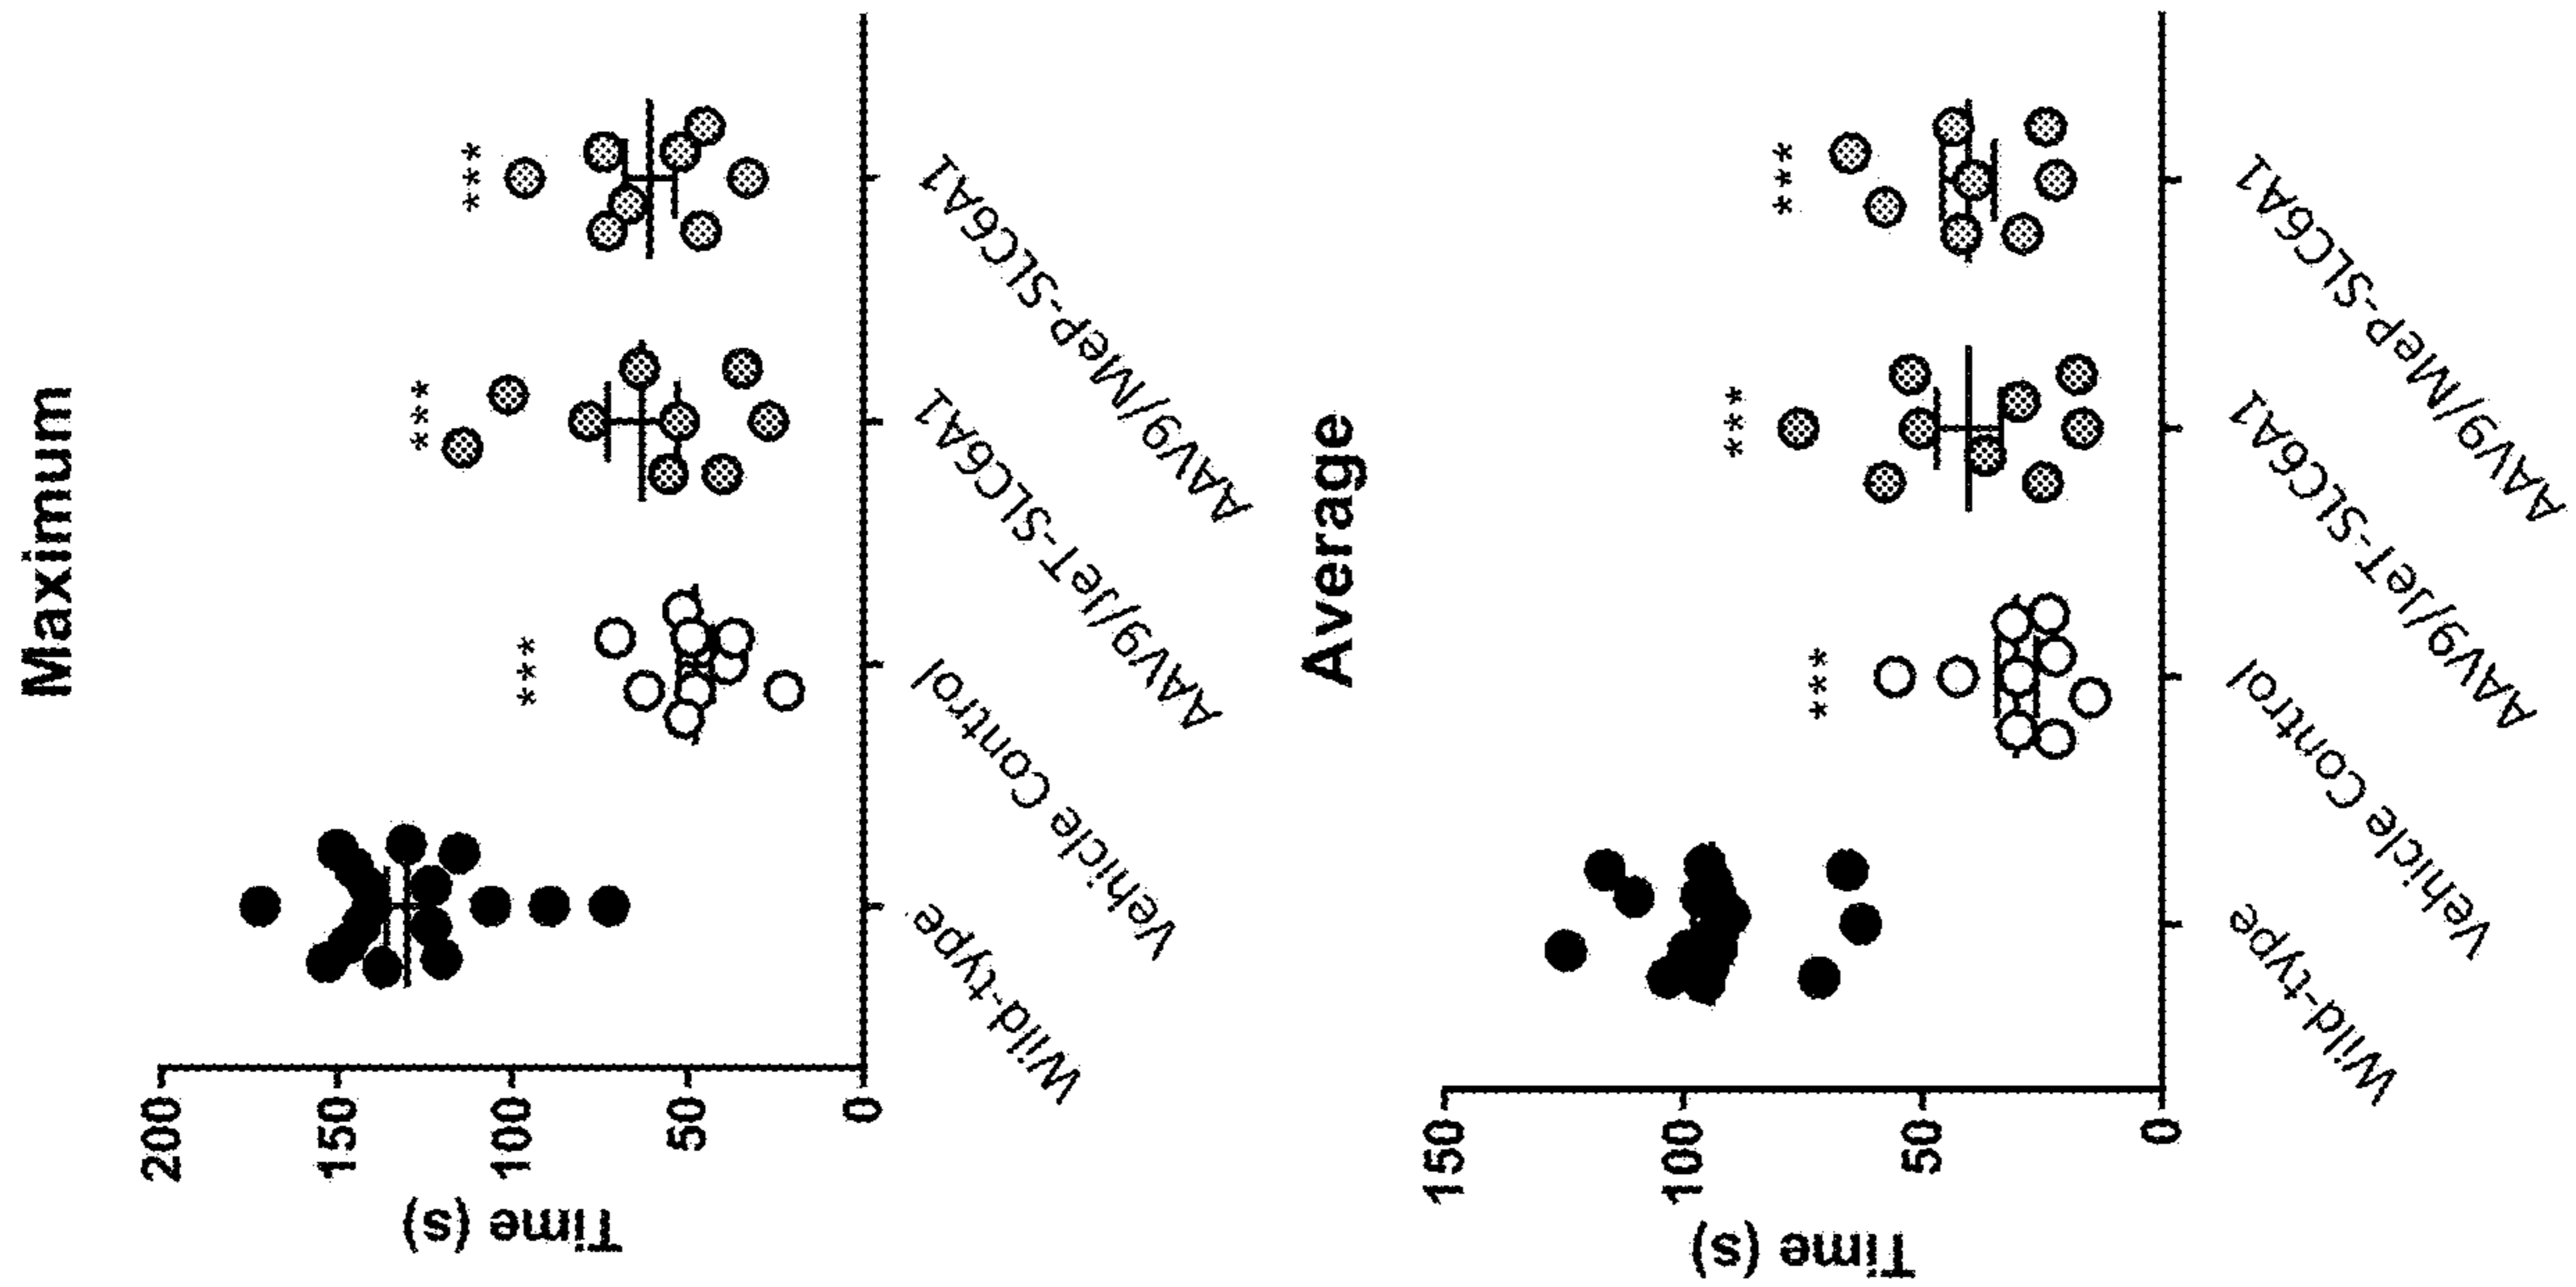 Maximum
Time (s)
200
150
100
50
0
***
***
***
Wild-type
Vehicle Control
AAV9/JeT-SLC6A1
AAV9/MeP-SLC6A1
Average
Time (s)
150
100
50
0
***
***
***
Wild-type
Vehicle Control
AAV9/JeT-SLC6A1
AAV9/MeP-SLC6A1